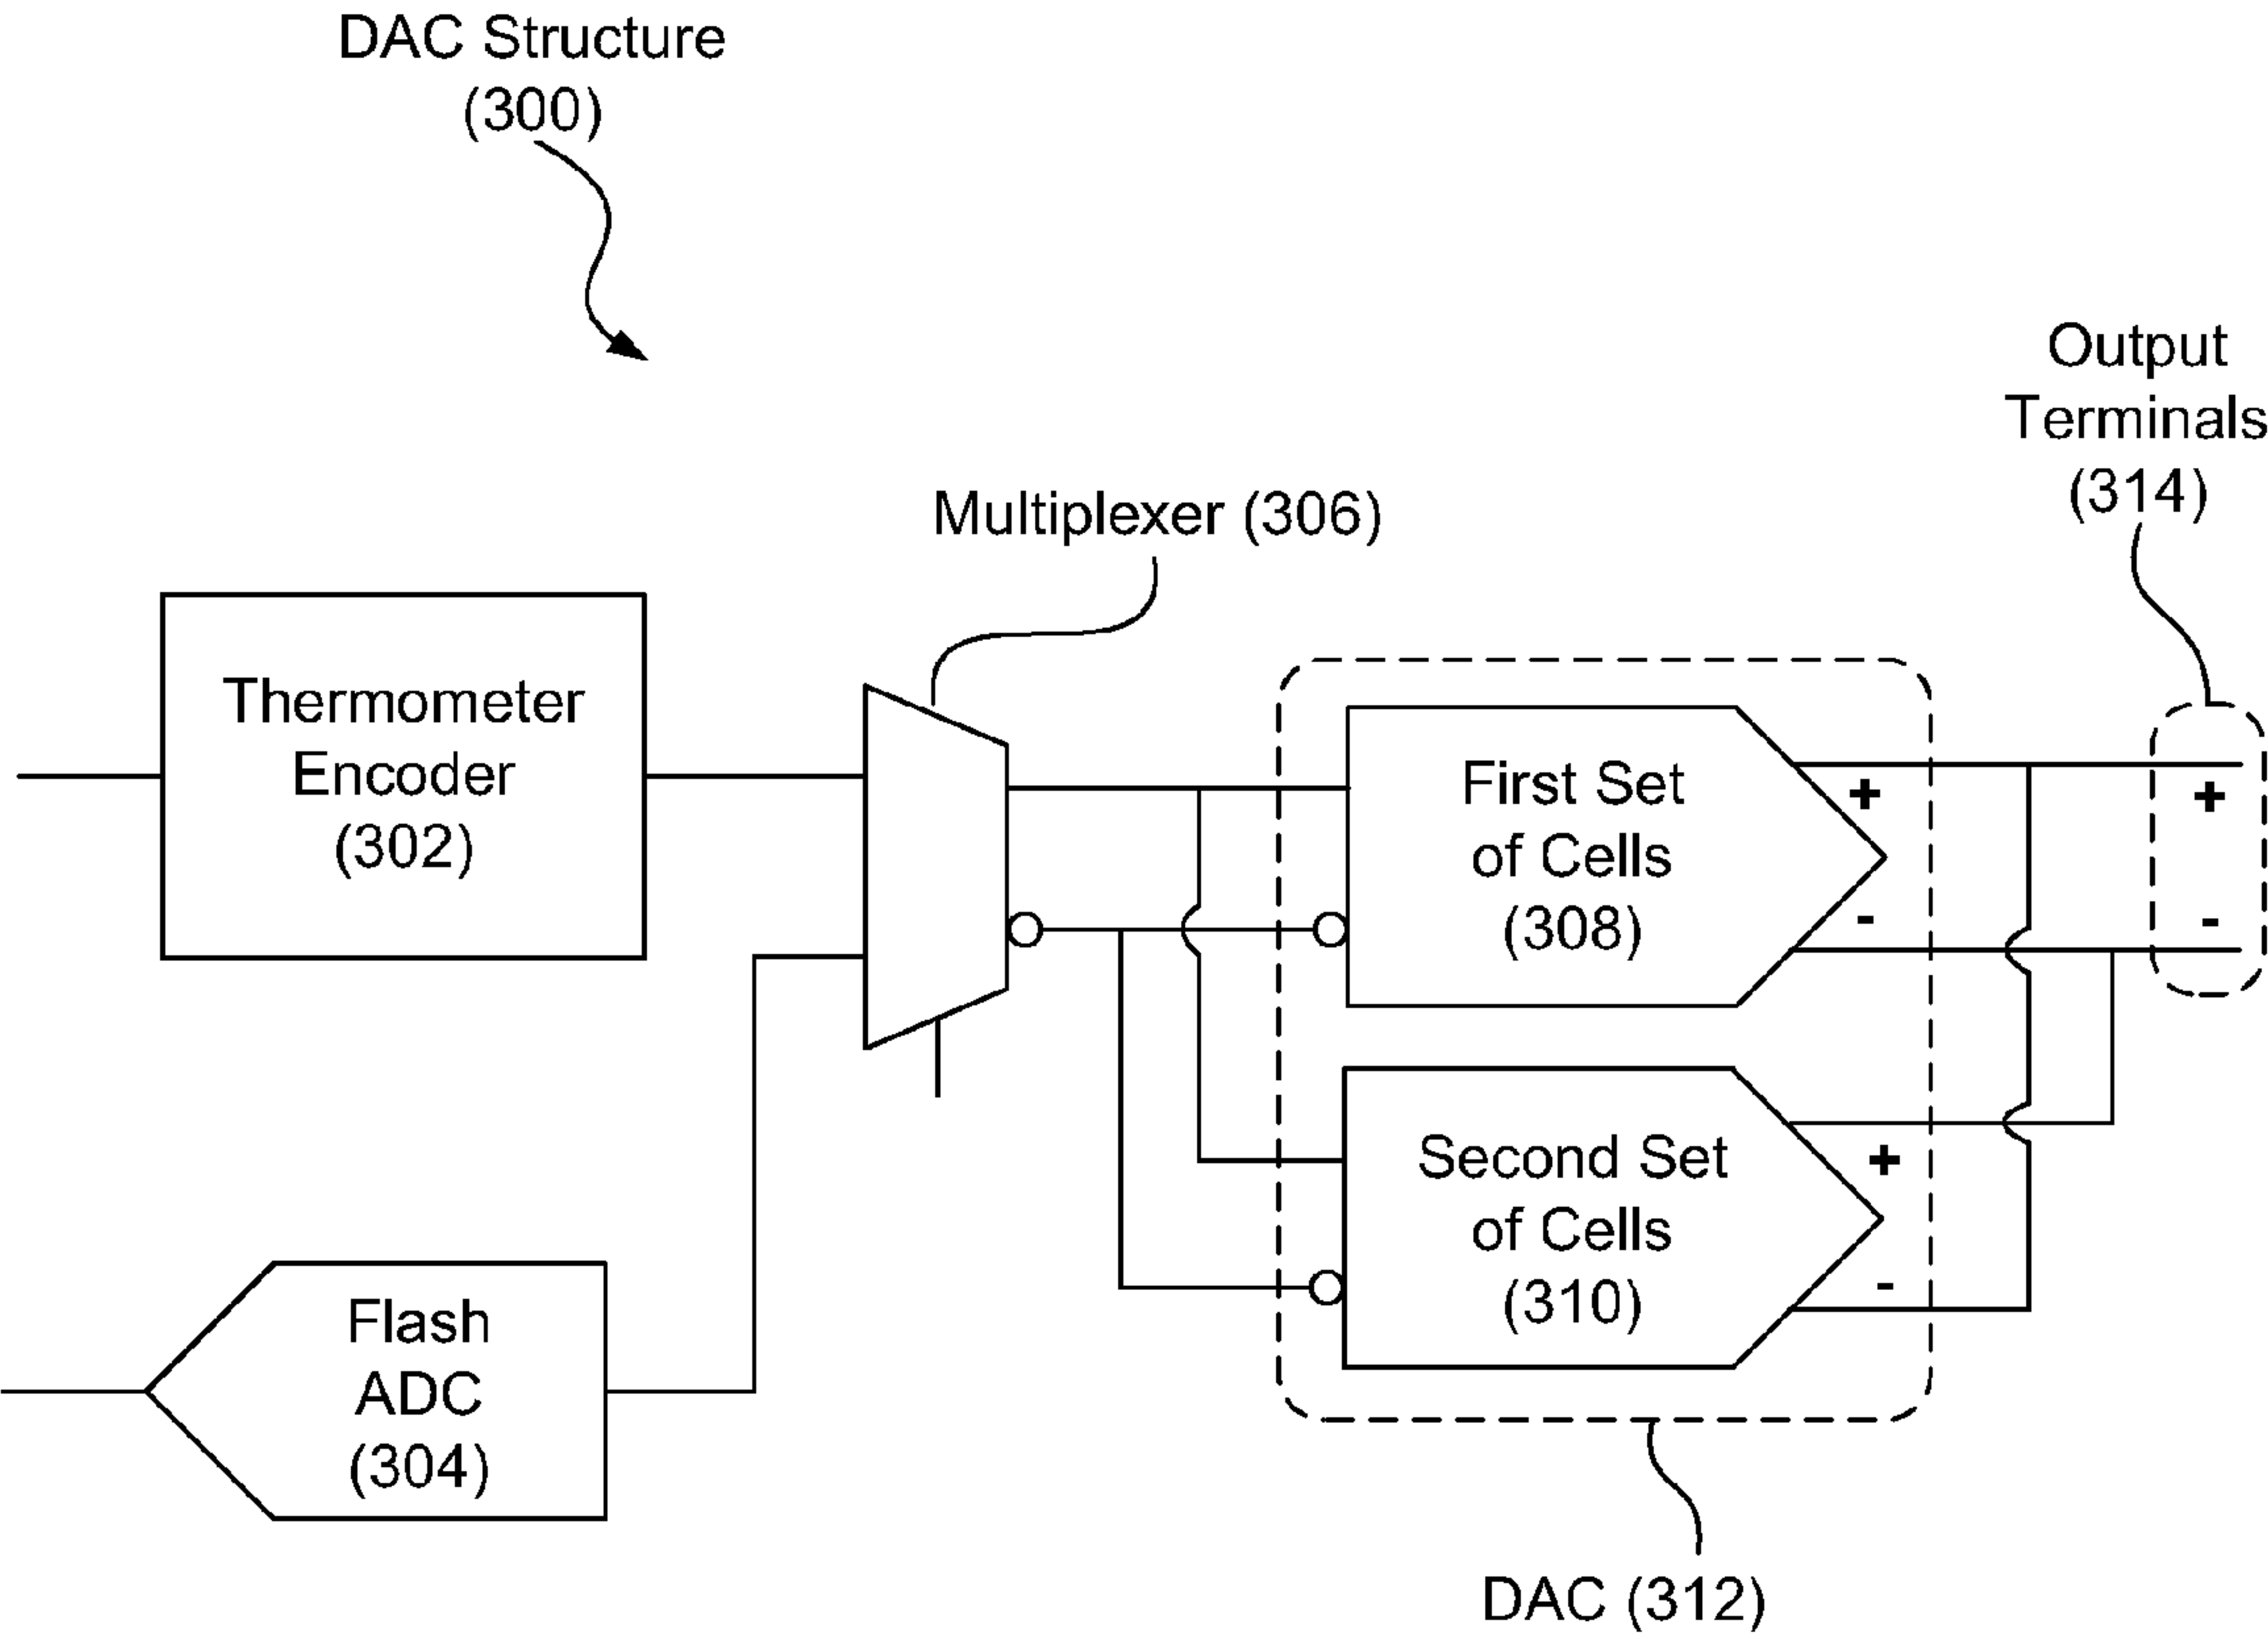 DAC Structure
(300)
Output
Terminals
(314)
Multiplexer (306)
Thermometer
Encoder
(302)
First Set
of Cells
(308)
+
-
+
-
Second Set
of Cells
(310)
+
-
Flash
ADC
(304)
DAC (312)